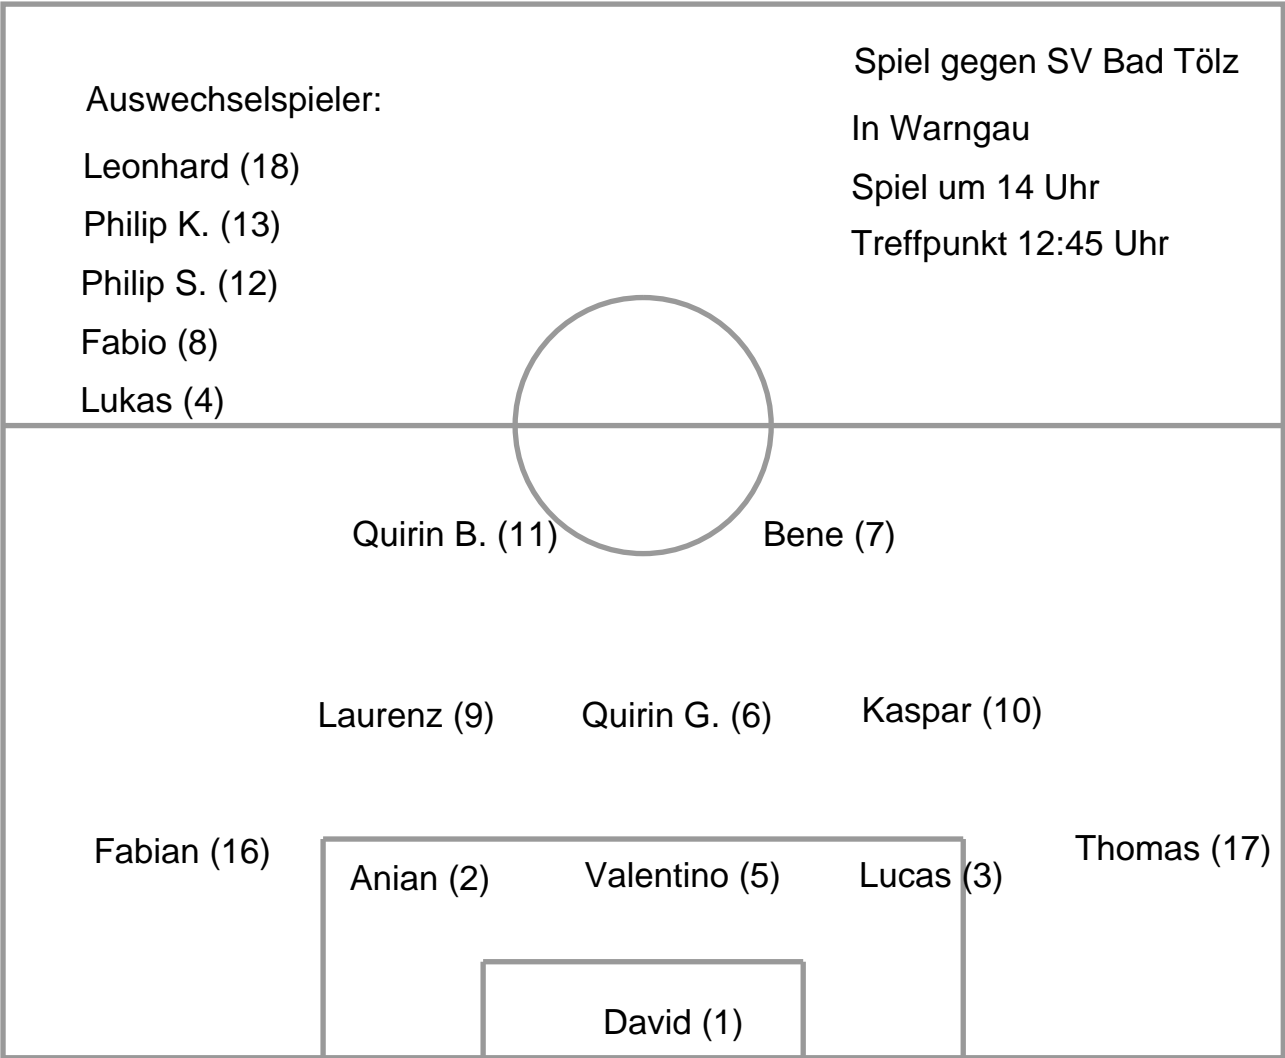 Spiel gegen SV Bad Tölz
In Warngau
Spiel um 14 Uhr
Treffpunkt 12:45 Uhr
Auswechselspieler:
Leonhard (18)
Philip K. (13)
Philip S. (12)
Fabio (8)
Lukas (4)
Quirin B. (11)
Bene (7)
Laurenz (9)
Quirin G. (6)
Kaspar (10)
Fabian (16)
Anian (2)
Valentino (5)
Lucas (3)
Thomas (17)
David (1)